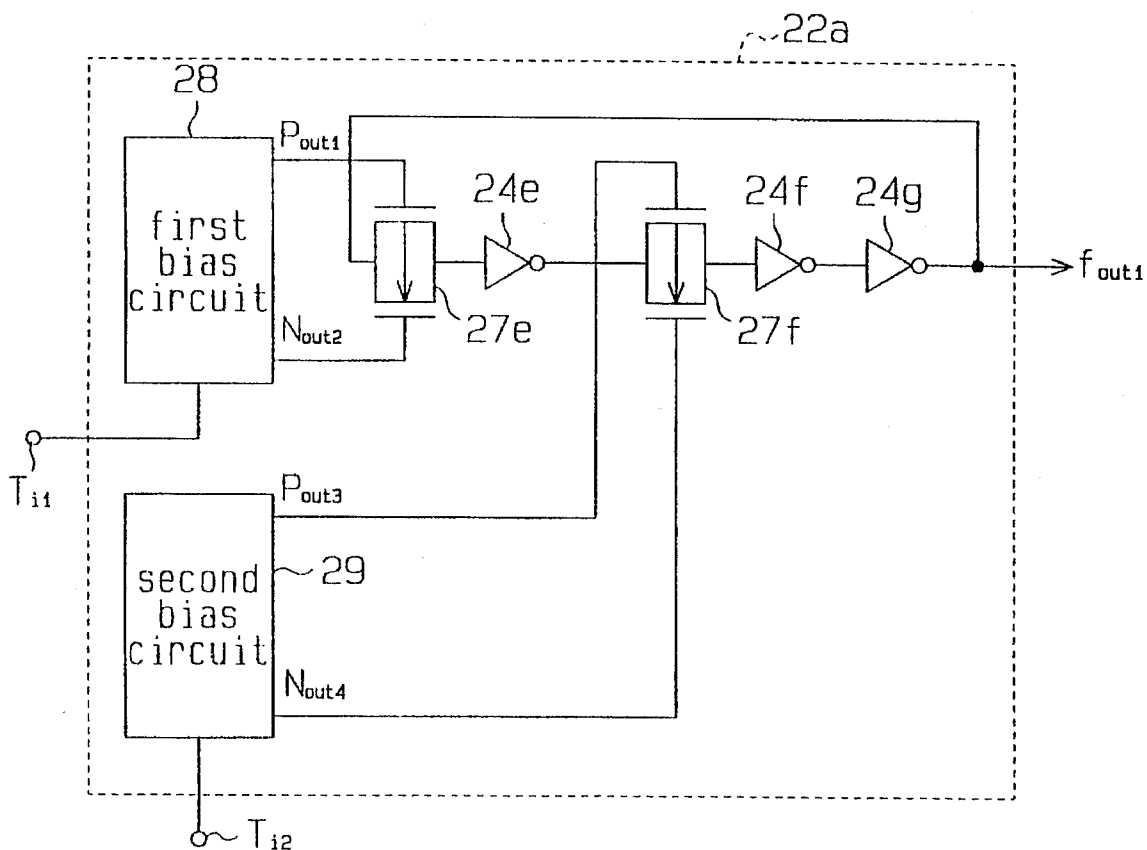 22a
28
Pout1
first
bias
circuit
24e
24f
24g
fout1
Nout2
27e
27f
Ti1
Pout3
second
bias
circuit
29
Nout4
Ti2